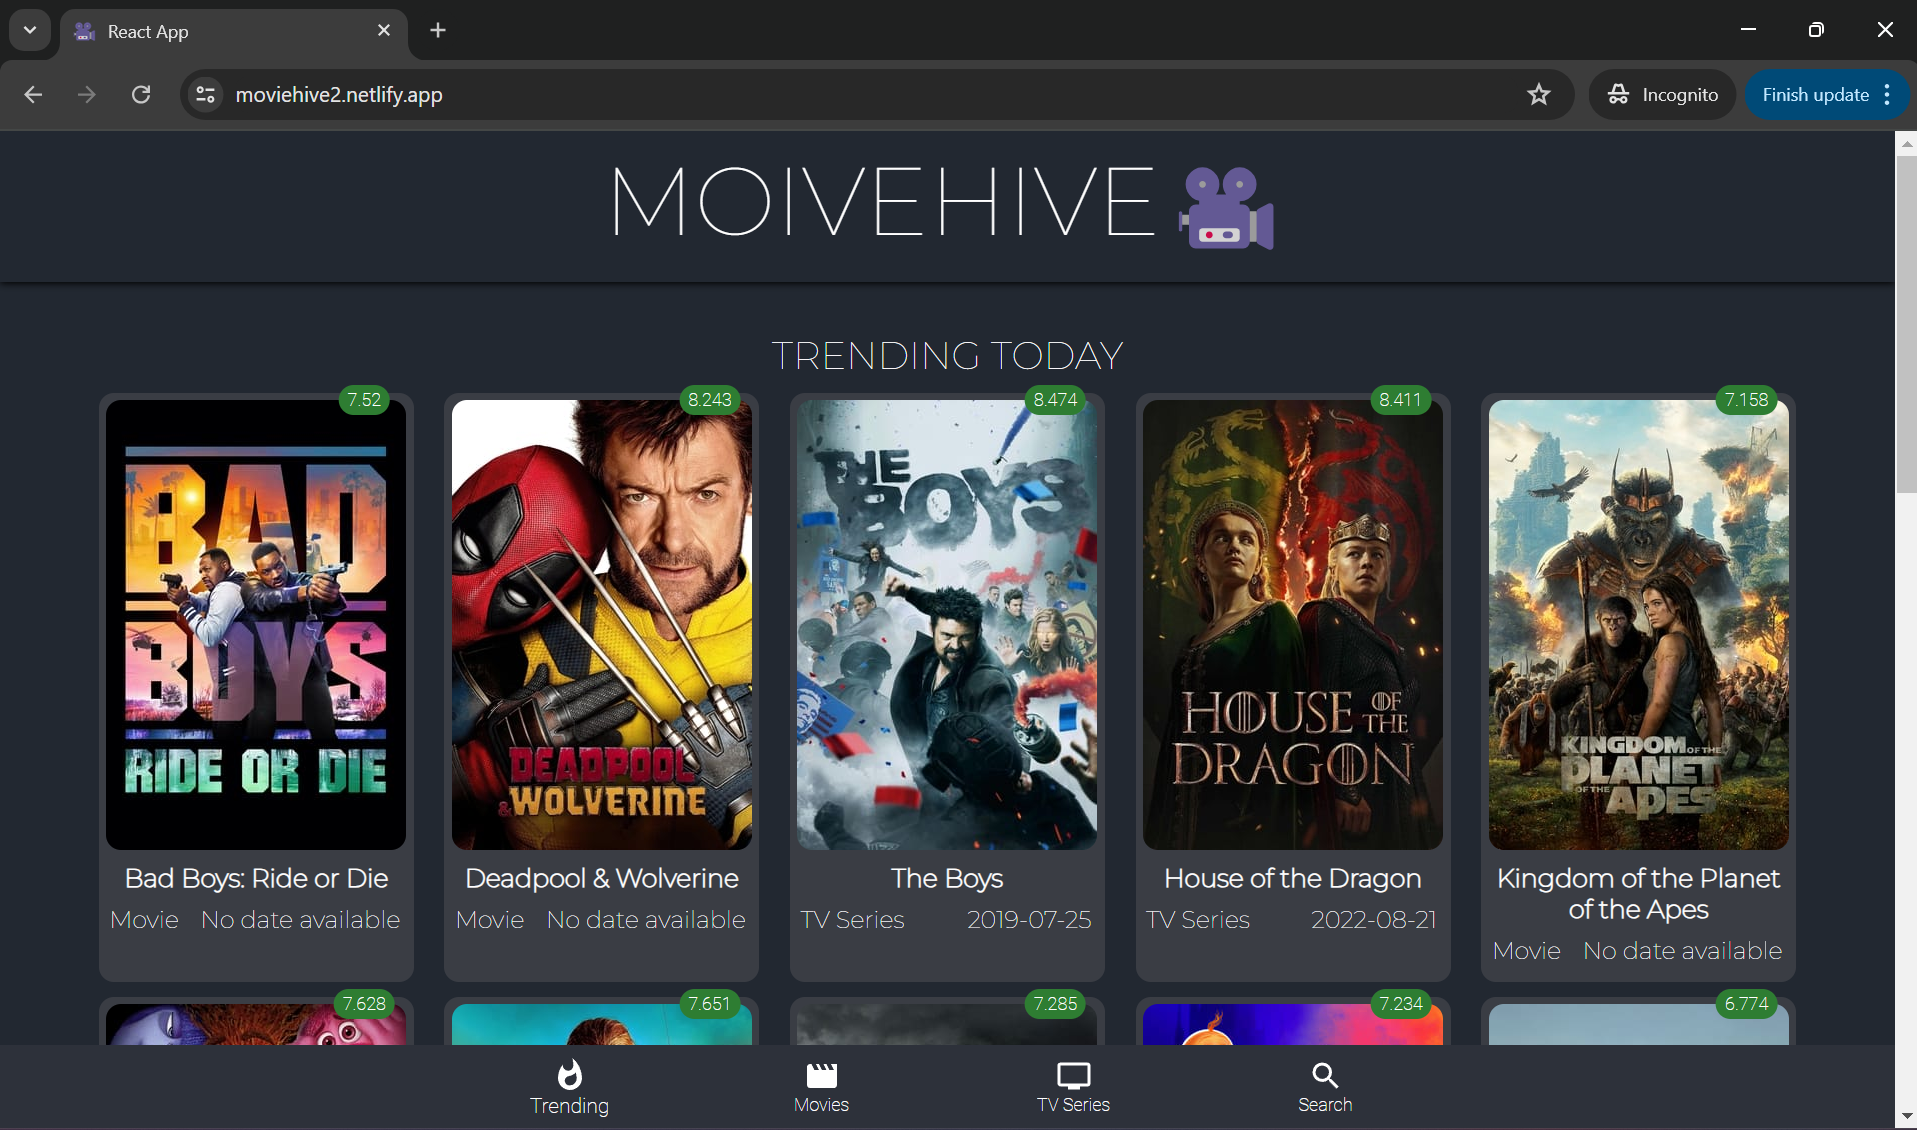 React App
moviehive2.netlify.app
Incognito
Finish update
MOIVEHIVE
TRENDING TODAY
7.52
8.243
8.474
8.411
7.158
BAD
BOYS
RIDE OR DIE
DEADPOOL
& WOLVERINE
THE
BOYS
HOUSE OF THE
DRAGON
KINGDOM OF THE
PLANET
OF THE APES
Bad Boys: Ride or Die
Movie No date available
Deadpool & Wolverine
Movie No date available
The Boys
TV Series 2019-07-25
House of the Dragon
TV Series 2022-08-21
Kingdom of the Planet
of the Apes
Movie No date available
7.628
7.651
7.285
7.234
6.774
Trending
Movies
TV Series
Search